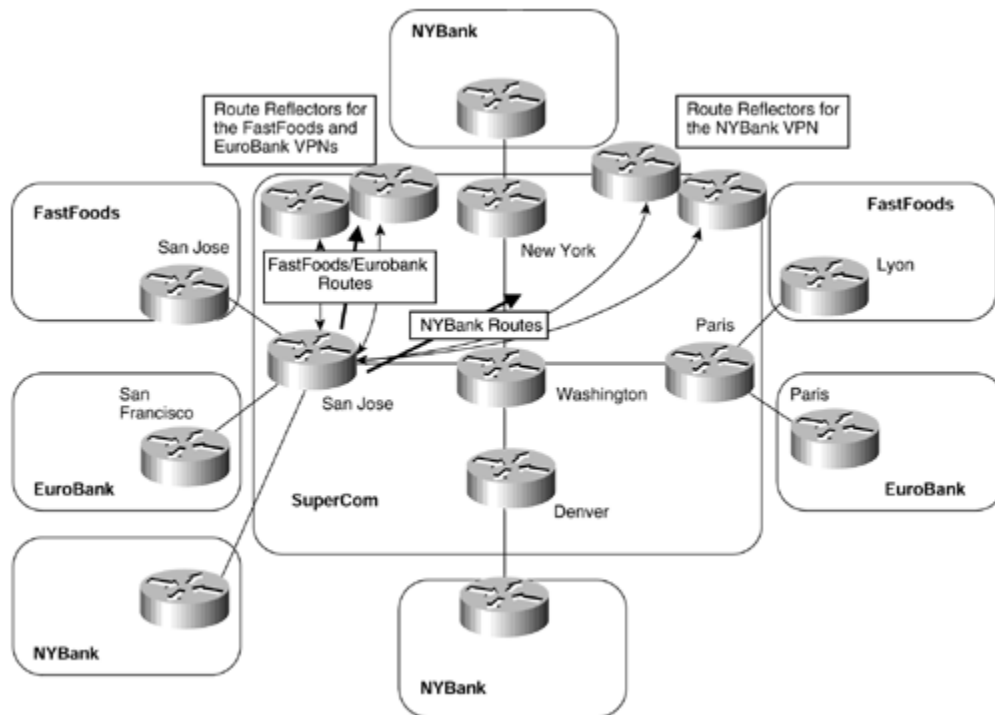 NYBank
Route Reflectors for
the FastFoods and
EuroBank VPNs
Route Reflectors for
the NYBank VPN
FastFoods
San Jose
FastFoods
Lyon
New York
FastFoods/Eurobank
Routes
NYBank Routes
Paris
San
Francisco
San Jose
Washington
Paris
EuroBank
SuperCom
Denver
EuroBank
NYBank
NYBank